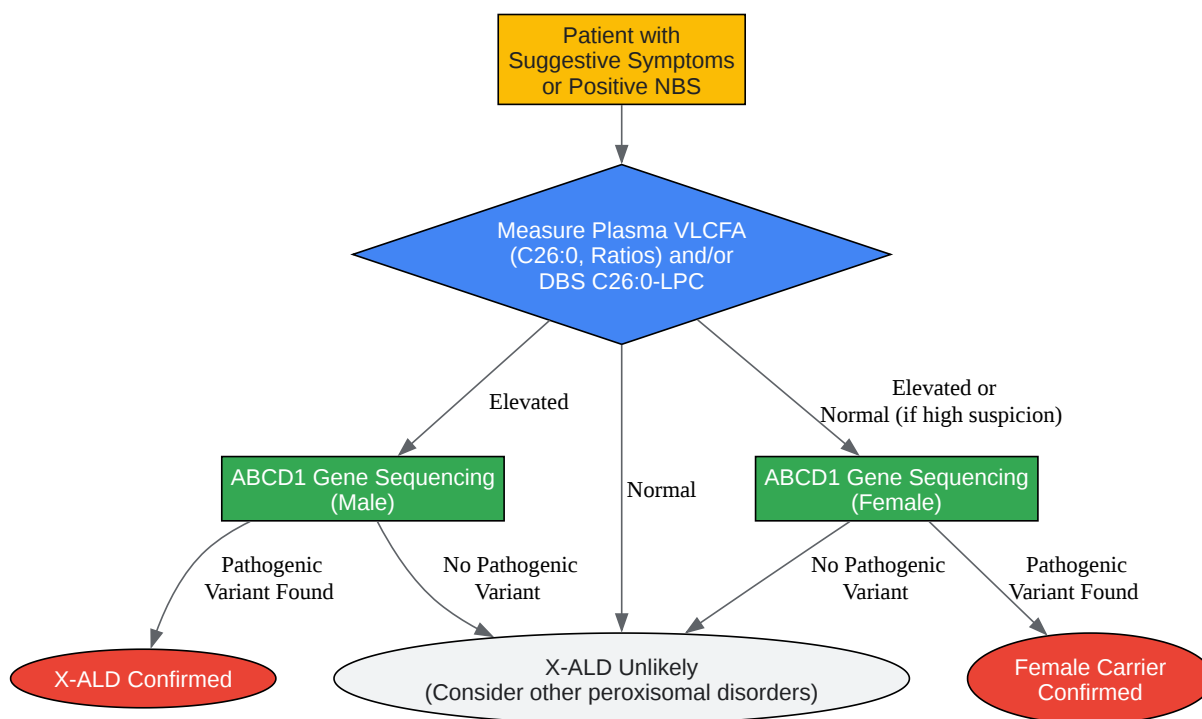 Patient with
Suggestive Symptoms
or Positive NBS
Measure Plasma VLCFA
(C26:0, Ratios) and/or
DBS C26:0-LPC
Elevated
Normal
Elevated or
Normal (if high suspicion)
ABCD1 Gene Sequencing
(Male)
ABCD1 Gene Sequencing
(Female)
Pathogenic
Variant Found
No Pathogenic
Variant
No Pathogenic
Variant
Pathogenic
Variant Found
X-ALD Confirmed
X-ALD Unlikely
(Consider other peroxisomal disorders)
Female Carrier
Confirmed